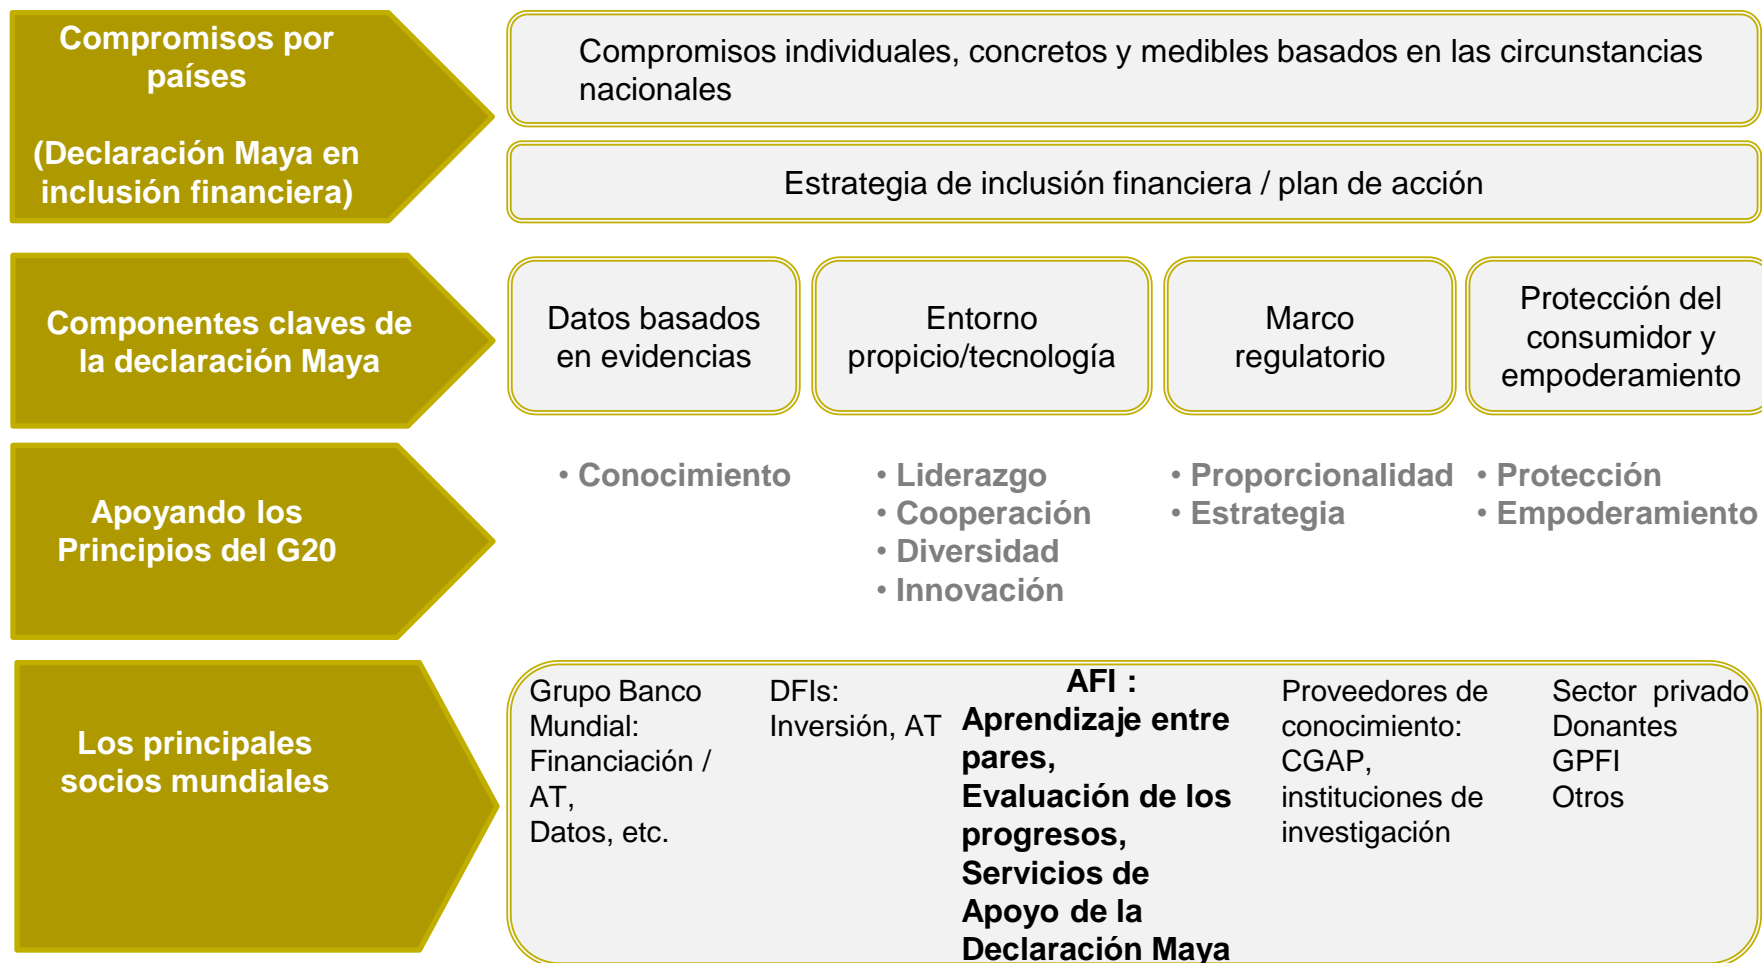 Compromisos por
países
(Declaración Maya en
inclusión financiera)
Compromisos individuales, concretos y medibles basados en las circunstancias
nacionales
Estrategia de inclusión financiera / plan de acción
Componentes claves de
la declaración Maya
Datos basados
en evidencias
Entorno
propicio/tecnología
Marco
regulatorio
Protección del
consumidor y
empoderamiento
Apoyando los
Principios del G20
• Conocimiento
• Liderazgo
• Cooperación
• Diversidad
• Innovación
• Proporcionalidad
• Estrategia
• Protección
• Empoderamiento
Los principales
socios mundiales
Grupo Banco
Mundial:
Financiación /
AT,
Datos, etc.
DFIs:
Inversión, AT
AFI :
Aprendizaje entre
pares,
Evaluación de los
progresos,
Servicios de
Apoyo de la
Declaración Maya
Proveedores de
conocimiento:
CGAP,
instituciones de
investigación
Sector privado
Donantes
GPFI
Otros